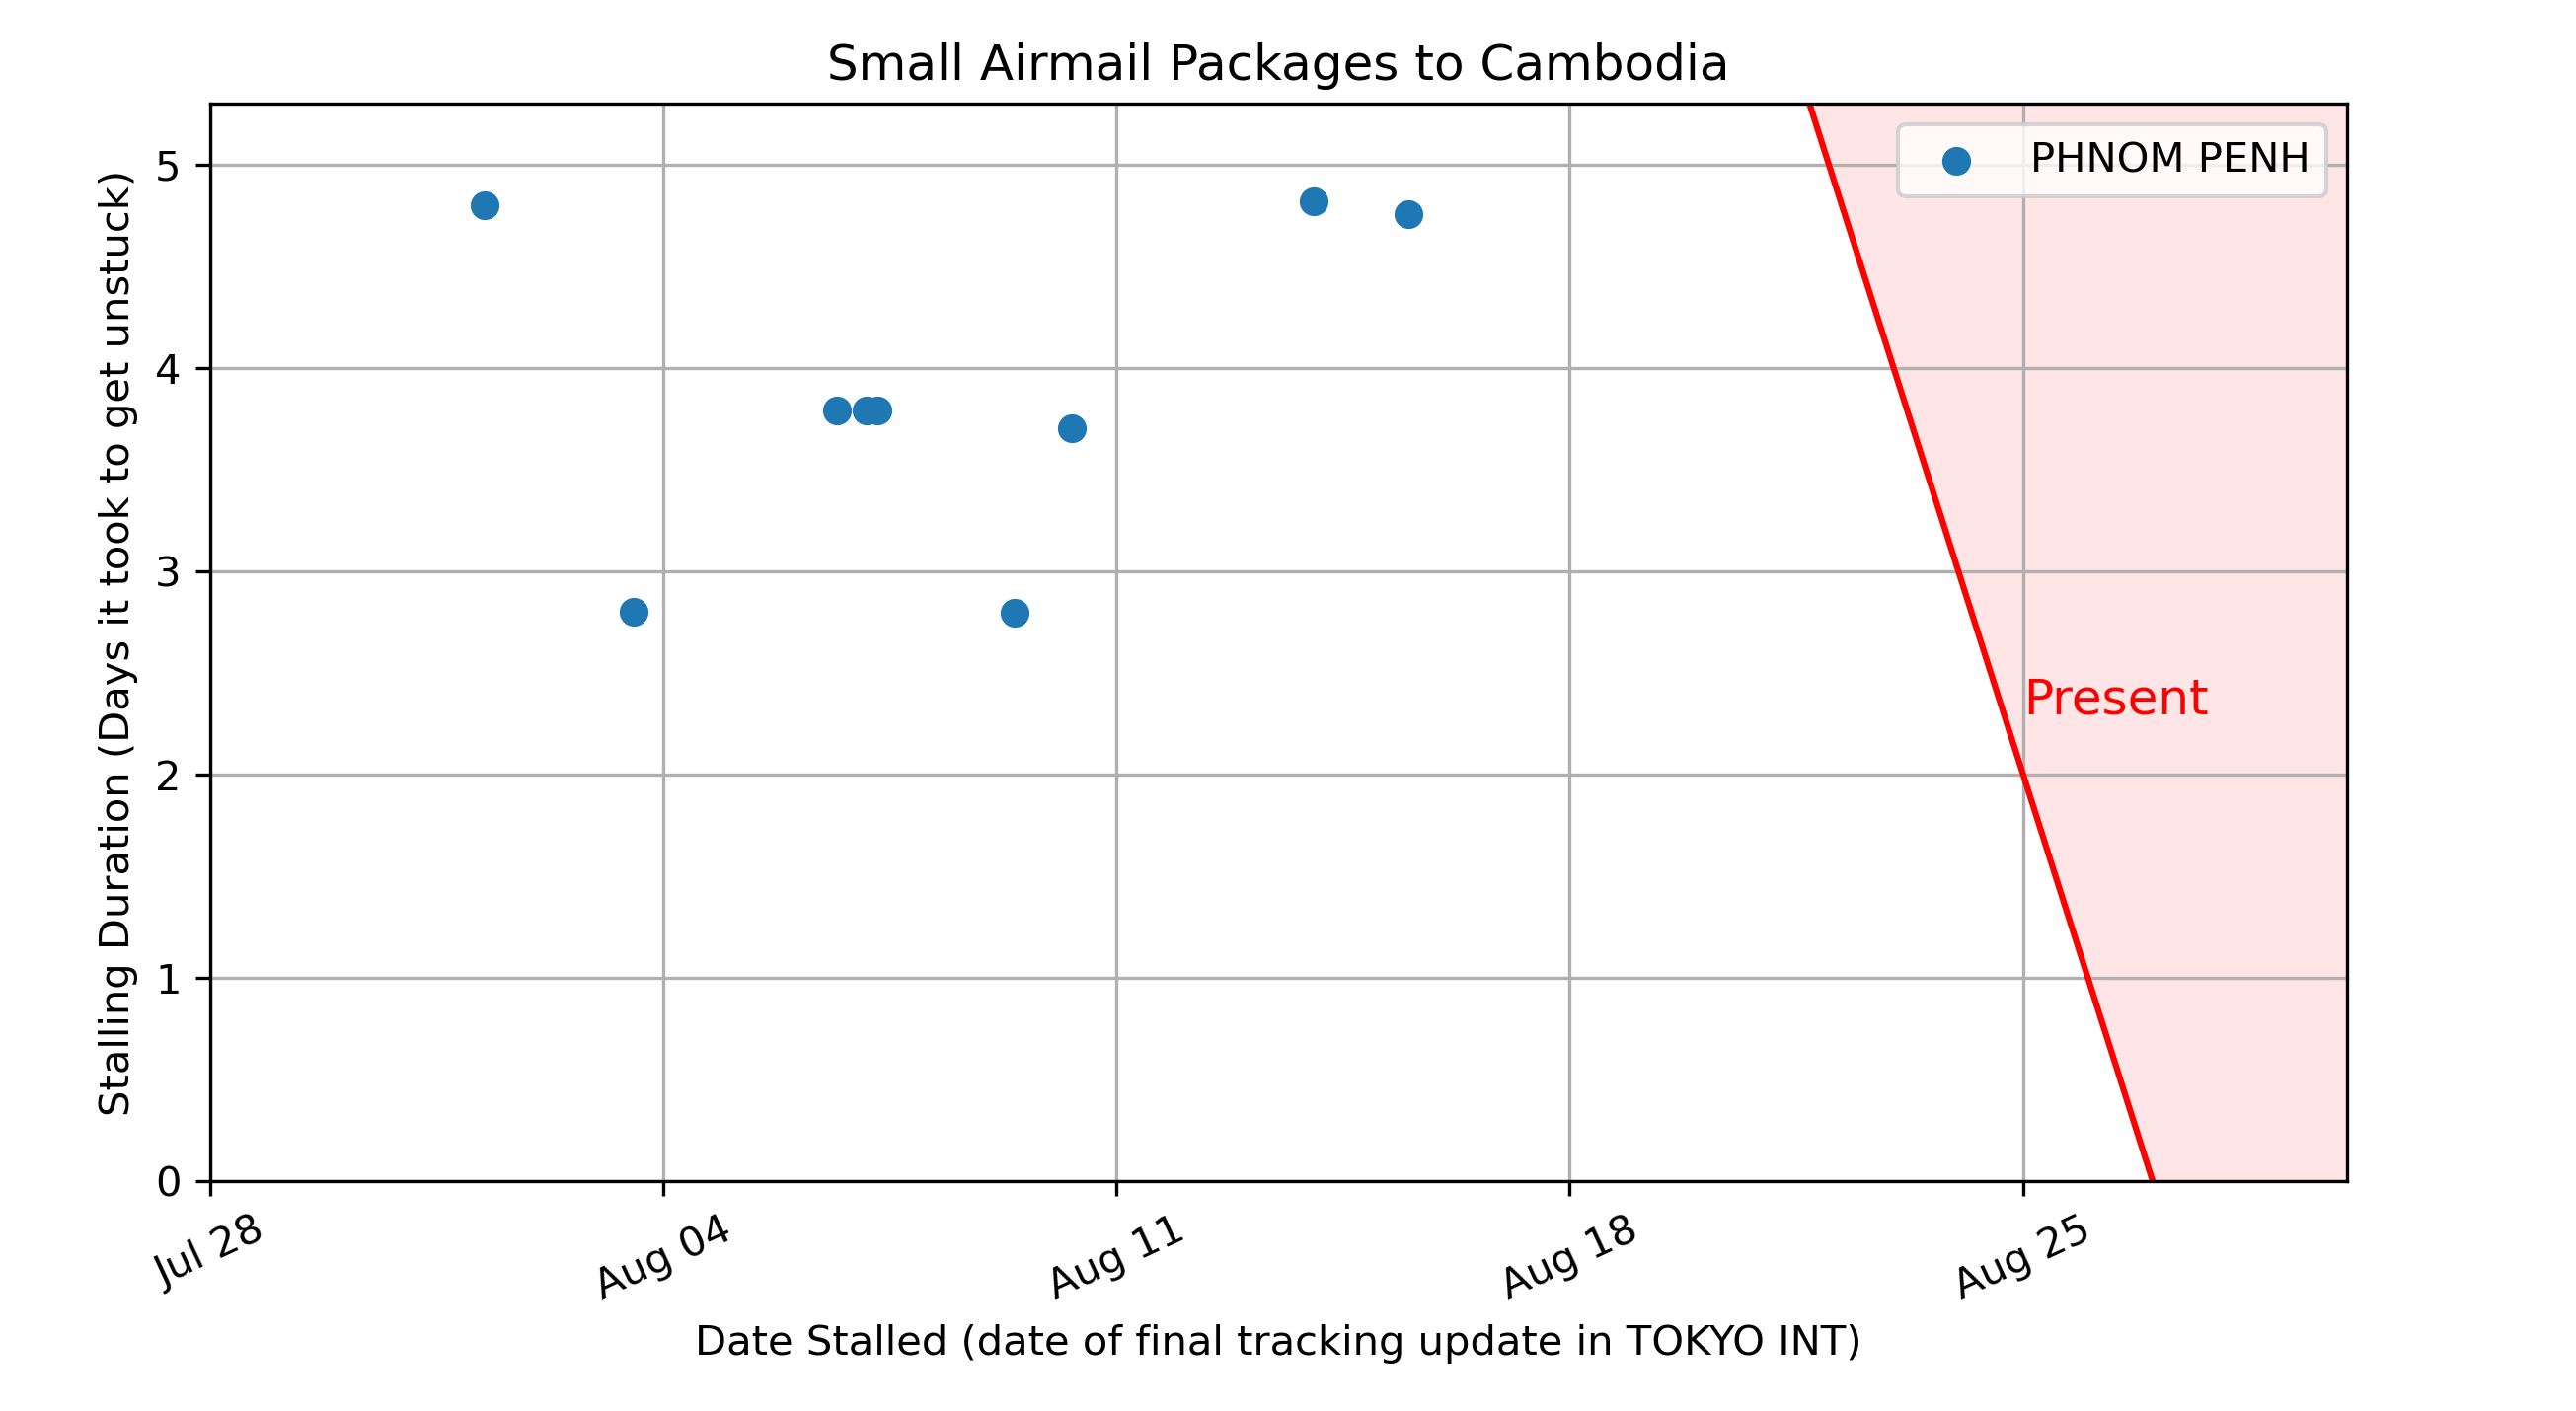 Small Airmail Packages to Cambodia
PHNOM PENH
Stalling Duration (Days it took to get unstuck)
5
4
3
2
1
0
Present
Jul 28
Aug 04
Aug 11
Aug 18
Aug 25
Date Stalled (date of final tracking update in TOKYO INT)